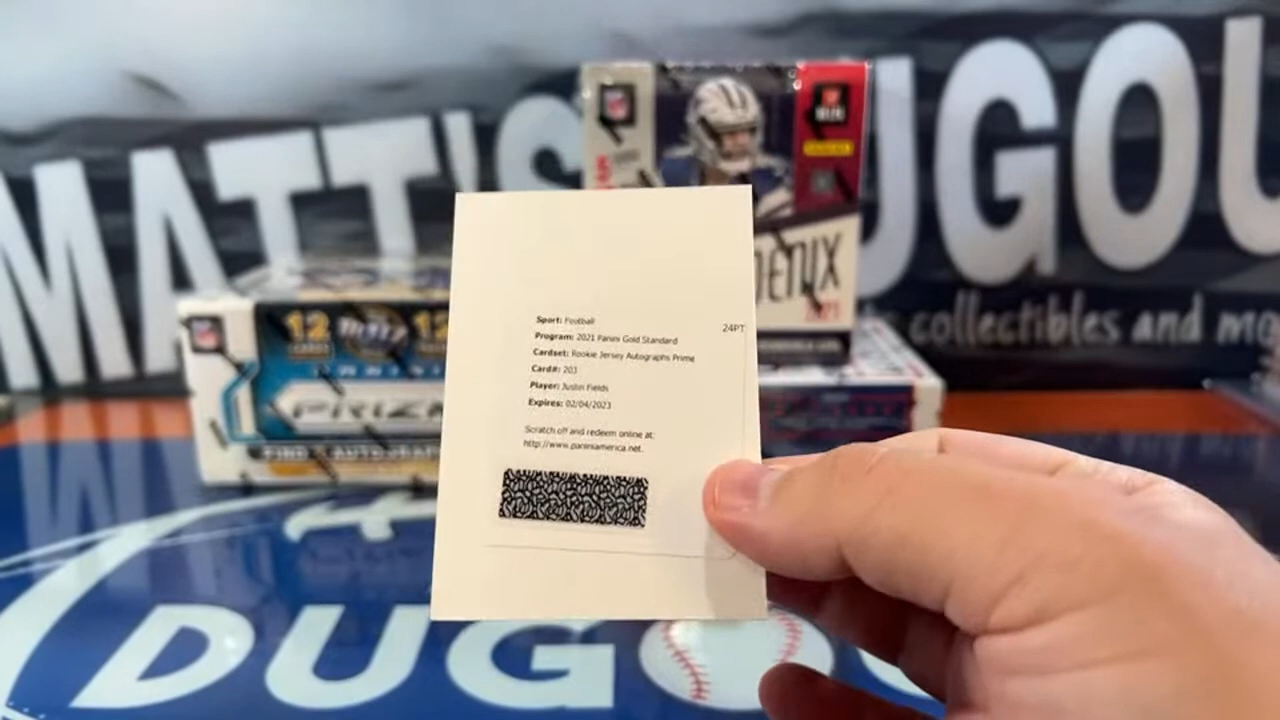 MATT'S DUGOU
collectibles and mo
ENIX
2021
12
12
PRIZM
Sport: Football
24PT
Program: 2021 Panini Gold Standard
Cardset: Rookie Jersey Autographs Prime
Card#: 203
Player: Justin Fields
Expires: 02/04/2023
Scratch off and redeem online at:
http://www.paniniamerica.net.
DUGO